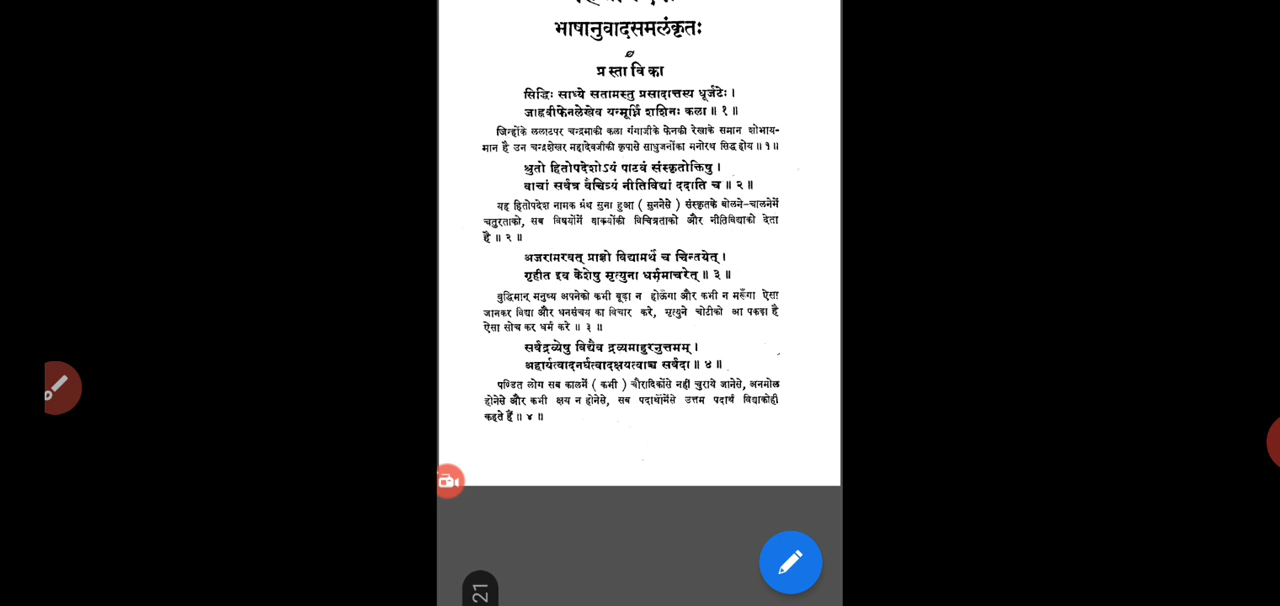 भाषानुवादसमलंकृतः
प्रस्ताविका
सिद्धिः साध्ये सतामस्तु प्रसादात्तस्य धूर्जटेः ।
जाह्नवीफेनलेखेव यन्मूर्ध्नि शशिनः कला ॥ १ ॥
जिन्होंके ललाटपर चन्द्रमाकी कला गंगाजीके फेनकी रेखाके समान शोभाय-
मान है उन चन्द्रशेखर महादेवजीकी कृपासे साधुजनोंका मनोरथ सिद्ध होय ॥ १॥
श्रुतो हितोपदेशोऽयं पाटवं संस्कृतोक्तिषु ।
वाचां सर्वत्र वैचित्र्यं नीतिविद्यां ददाति च ॥ २ ॥
यह हितोपदेश नामक ग्रंथ सुना हुआ ( सुननेसे ) संस्कृतके बोलने-चालनेमें
चतुरताको, सब विषयोंमें वाक्योंकी विचित्रताको और नीतिविद्याको देता
है ॥ २ ॥
अजरामरवत् प्राज्ञो विद्यामर्थं च चिन्तयेत् ।
गृहीत इव केशेषु मृत्युना धर्ममाचरेत् ॥ ३ ॥
बुद्धिमान् मनुष्य अपनेको कभी बूढ़ा न होऊँगा और कभी न मरूँगा ऐसा
जानकर विद्या और धनसंचय का विचार करे, मृत्युने चोटीको आ पकड़ा है
ऐसा सोच कर धर्म करे ॥ ३ ॥
सर्वद्रव्येषु विद्यैव द्रव्यमाहुरनुत्तमम् ।
अहार्यत्वादनर्घत्वादक्षयत्वाच्च सर्वदा ॥ ४ ॥
पण्डित लोग सब कालमें ( कभी ) चौरादिकोंसे नहीं चुराये जानेसे, अनमोल
होनेसे और कभी क्षय न होनेसे, सब पदार्थोंमेंसे उत्तम पदार्थ विद्याकोही
कहते हैं ॥ ४ ॥
21